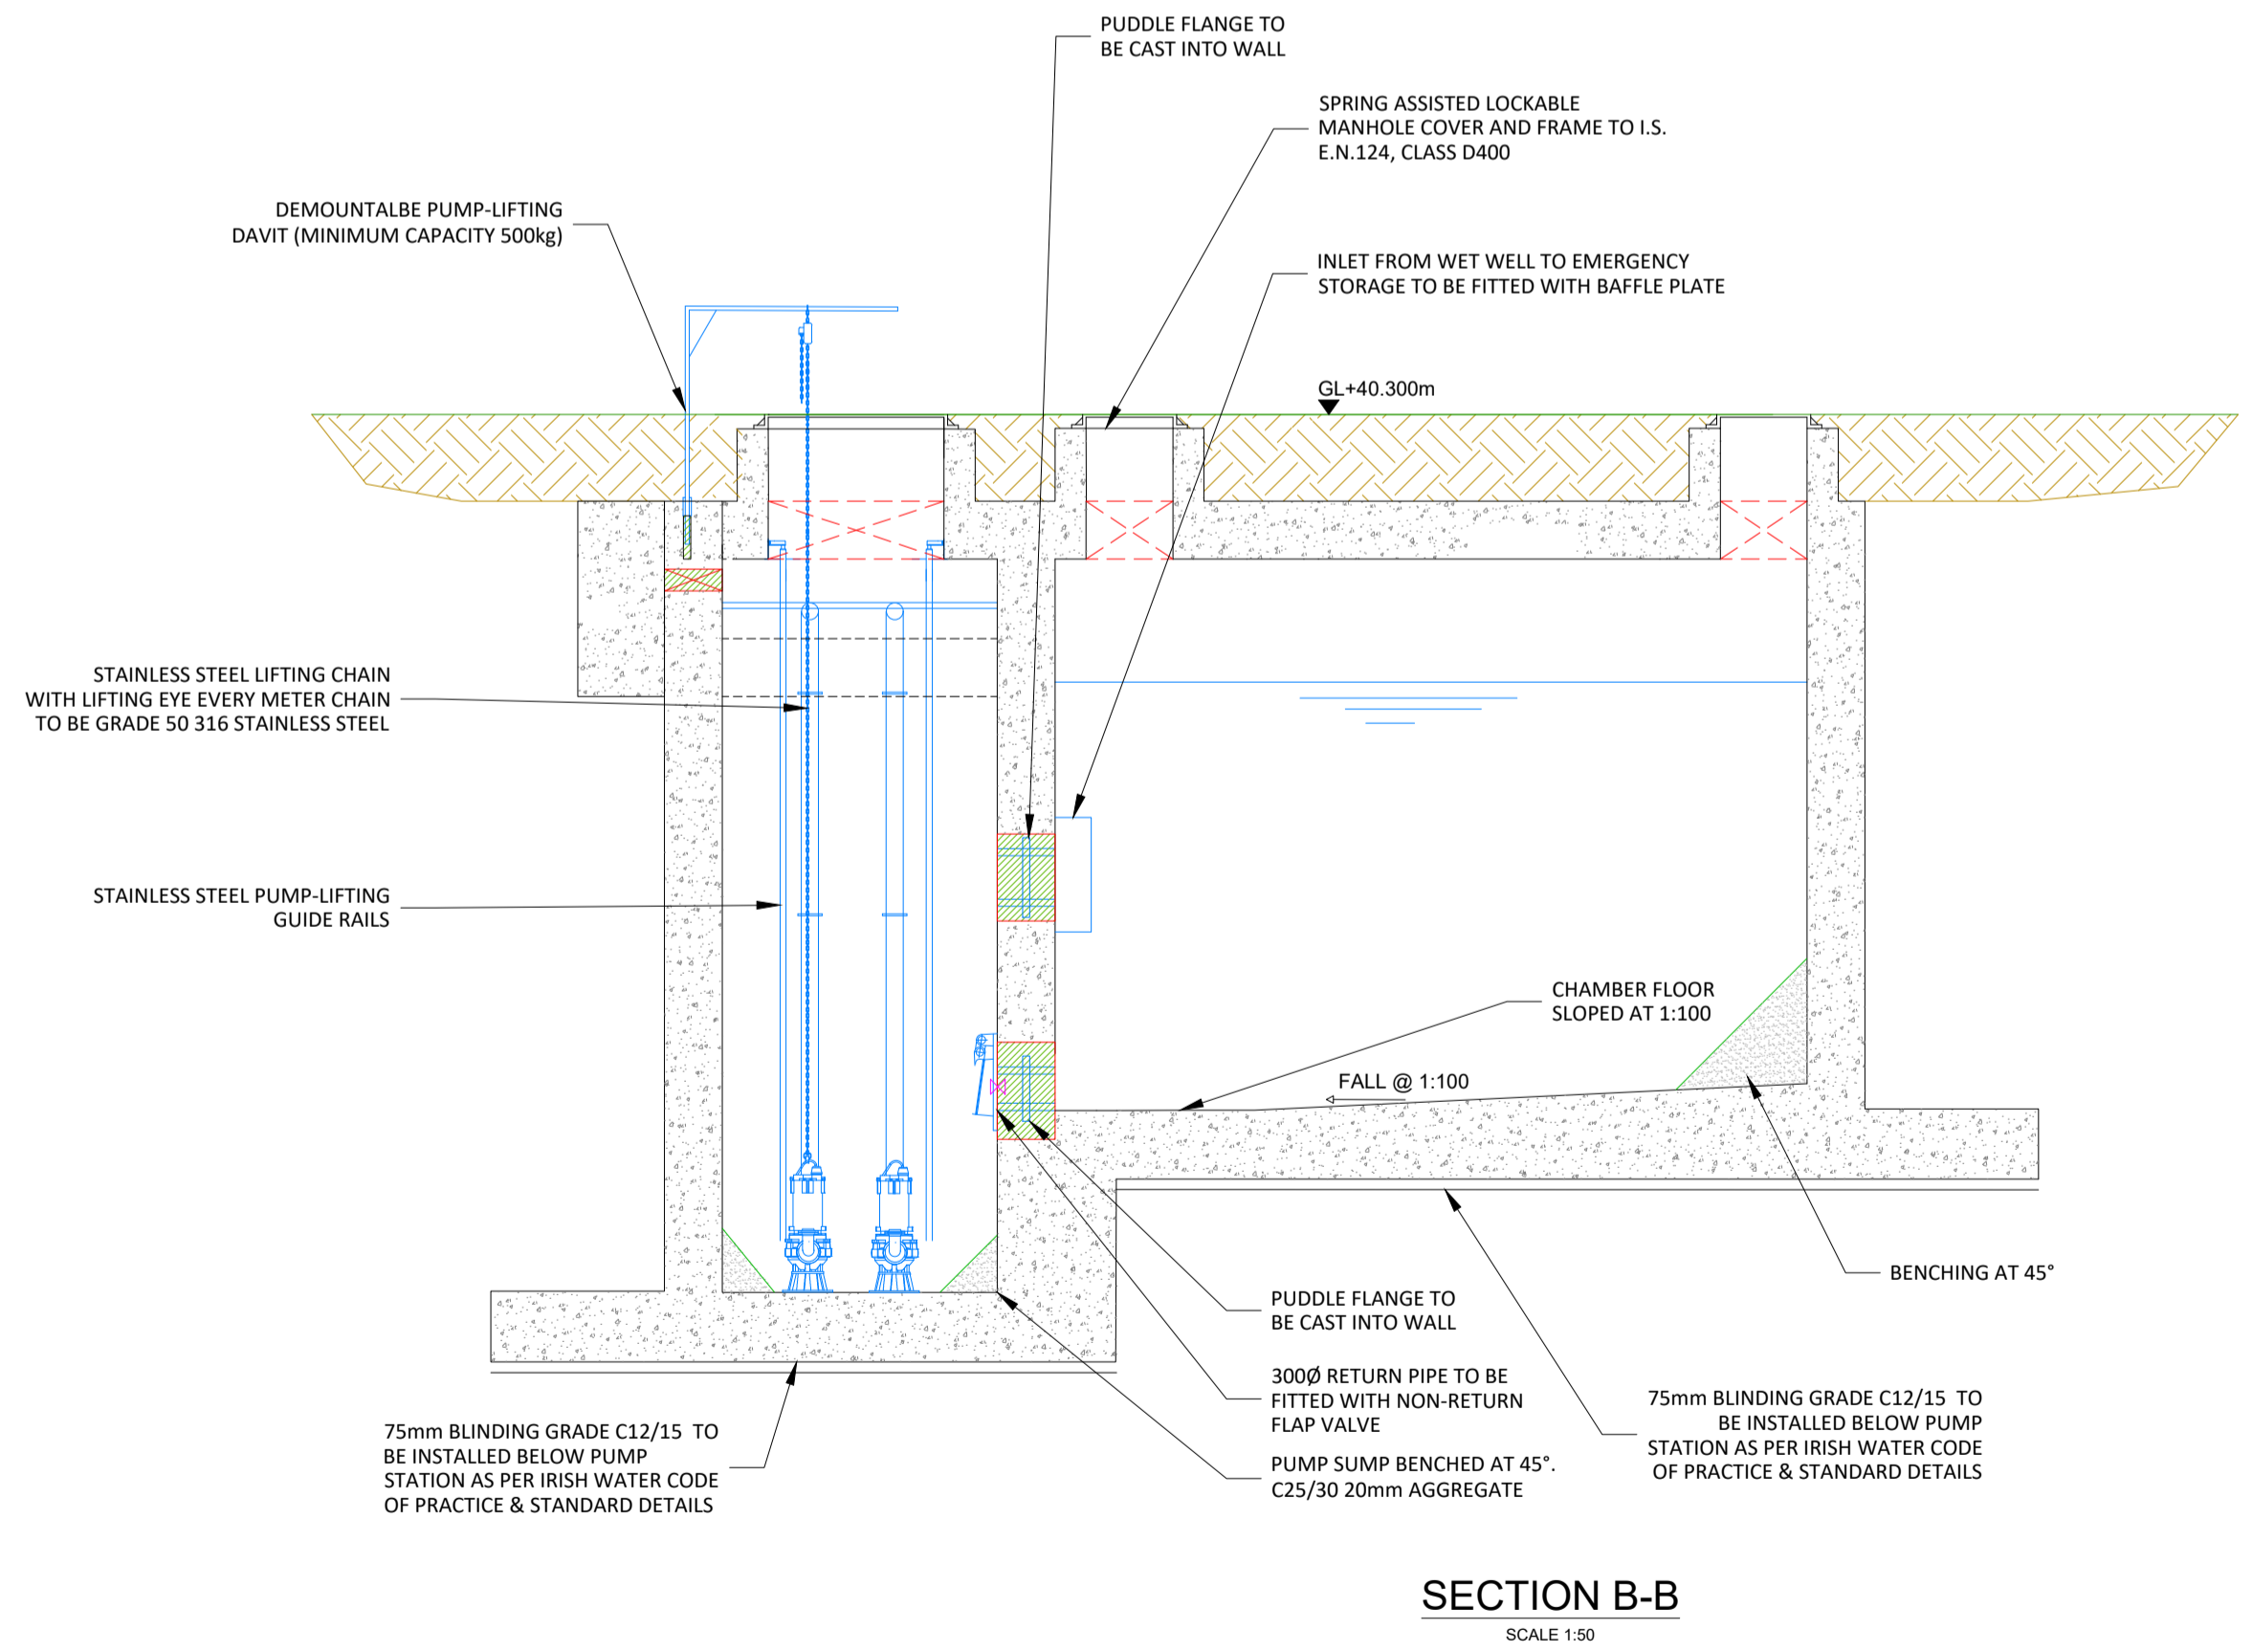 PUDDLE FLANGE TO
BE CAST INTO WALL
SPRING ASSISTED LOCKABLE
MANHOLE COVER AND FRAME TO I.S.
E.N.124, CLASS D400
DEMOUNTALBE PUMP-LIFTING
DAVIT (MINIMUM CAPACITY 500kg)
INLET FROM WET WELL TO EMERGENCY
STORAGE TO BE FITTED WITH BAFFLE PLATE
GL+40.300m
STAINLESS STEEL LIFTING CHAIN
WITH LIFTING EYE EVERY METER CHAIN
TO BE GRADE 50 316 STAINLESS STEEL
STAINLESS STEEL PUMP-LIFTING
GUIDE RAILS
CHAMBER FLOOR
SLOPED AT 1:100
FALL @ 1:100
BENCHING AT 45°
PUDDLE FLANGE TO
BE CAST INTO WALL
300Ø RETURN PIPE TO BE
FITTED WITH NON-RETURN
FLAP VALVE
PUMP SUMP BENCHED AT 45°.
C25/30 20mm AGGREGATE
75mm BLINDING GRADE C12/15 TO
BE INSTALLED BELOW PUMP
STATION AS PER IRISH WATER CODE
OF PRACTICE & STANDARD DETAILS
75mm BLINDING GRADE C12/15 TO
BE INSTALLED BELOW PUMP
STATION AS PER IRISH WATER CODE
OF PRACTICE & STANDARD DETAILS
SECTION B-B
SCALE 1:50